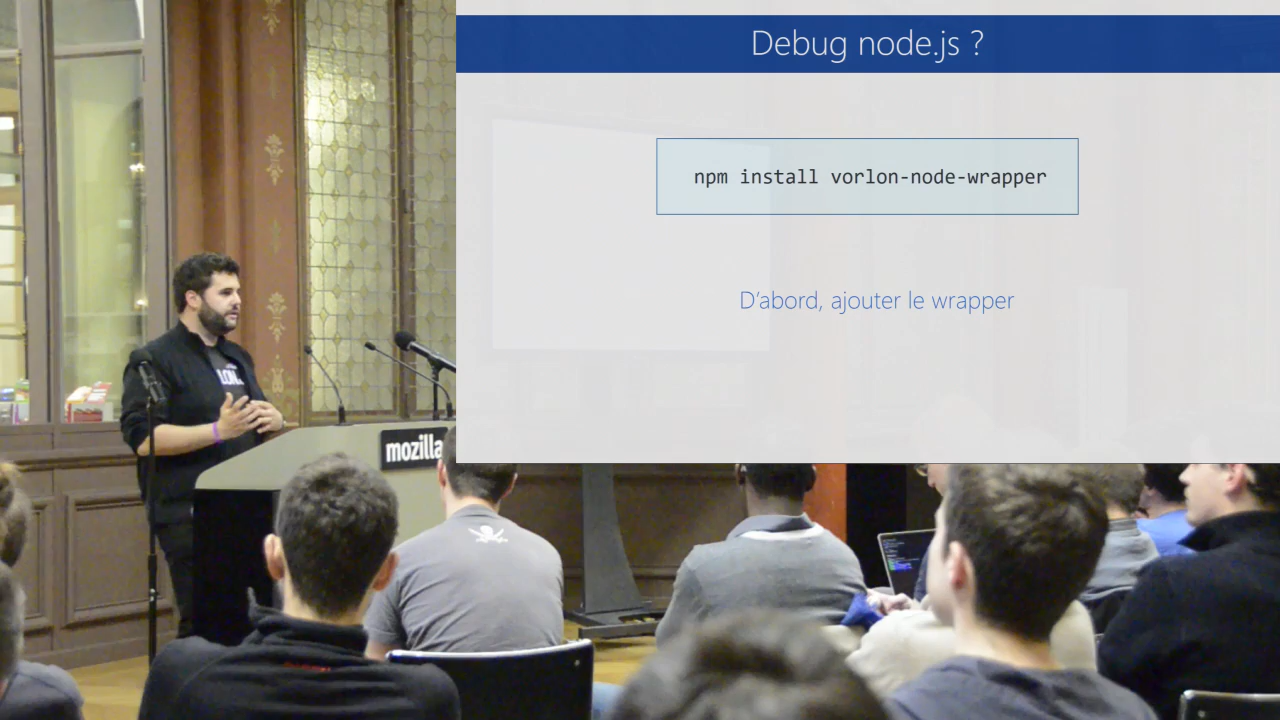 Debug node.js ?
npm install vorlon-node-wrapper
D'abord, ajouter le wrapper
mozilla